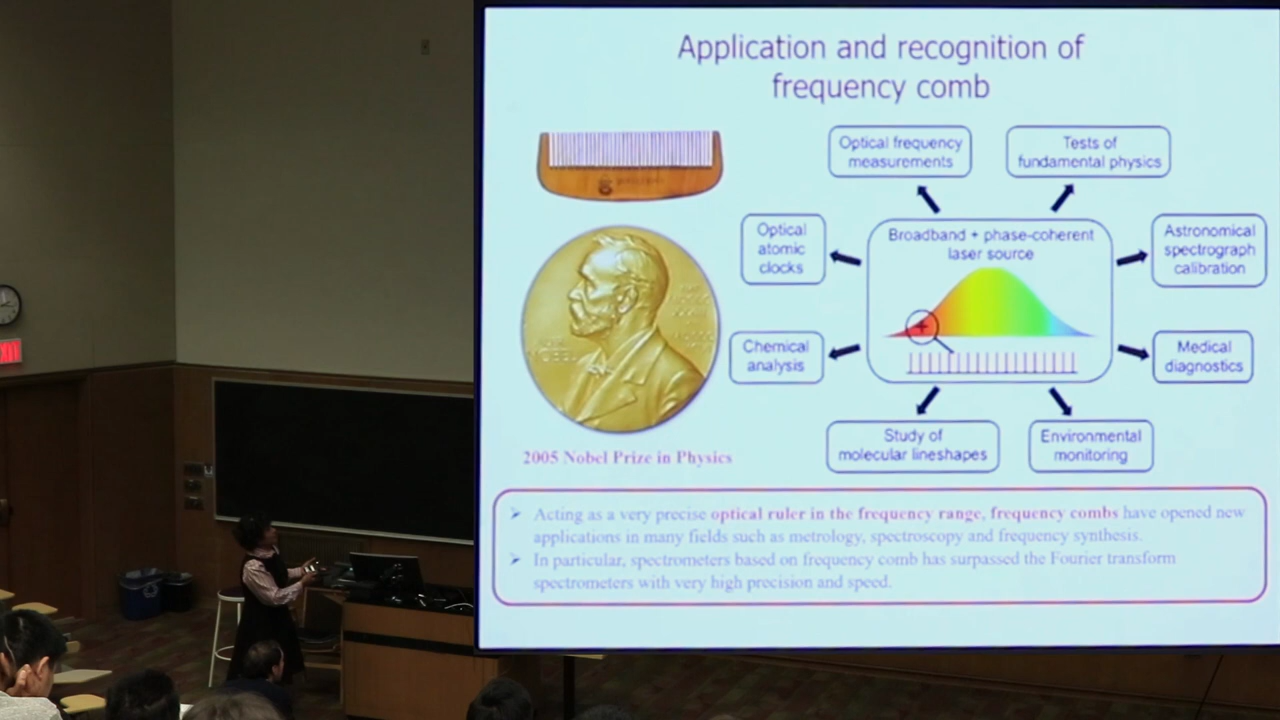 Application and recognition of
frequency comb
Optical frequency
measurements
Tests of
fundamental physics
Optical
atomic
clocks
Broadband + phase-coherent
laser source
Astronomical
spectrograph
calibration
Chemical
analysis
Medical
diagnostics
Study of
molecular lineshapes
Environmental
monitoring
NOBEL
2005 Nobel Prize in Physics
Acting as a very precise optical ruler in the frequency range, frequency combs have opened new
applications in many fields such as metrology, spectroscopy and frequency synthesis.
In particular, spectrometers based on frequency comb has surpassed the Fourier transform
spectrometers with very high precision and speed.
EXIT